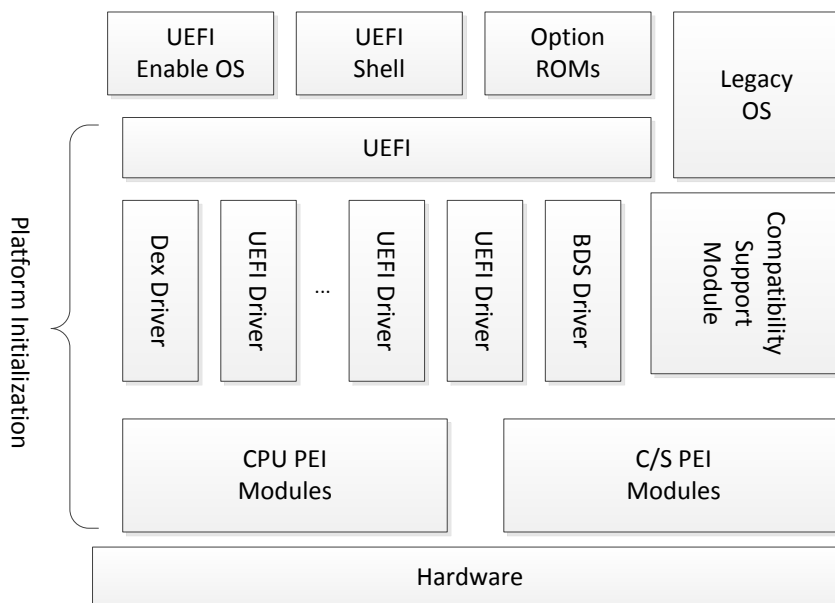 UEFI
Enable OS
UEFI
Shell
Option
ROMs
Legacy
OS
UEFI
Platform Initialization
Dex Driver
UEFI Driver
...
UEFI Driver
UEFI Driver
BDS Driver
Compatibility
Support
Module
CPU PEI
Modules
C/S PEI
Modules
Hardware